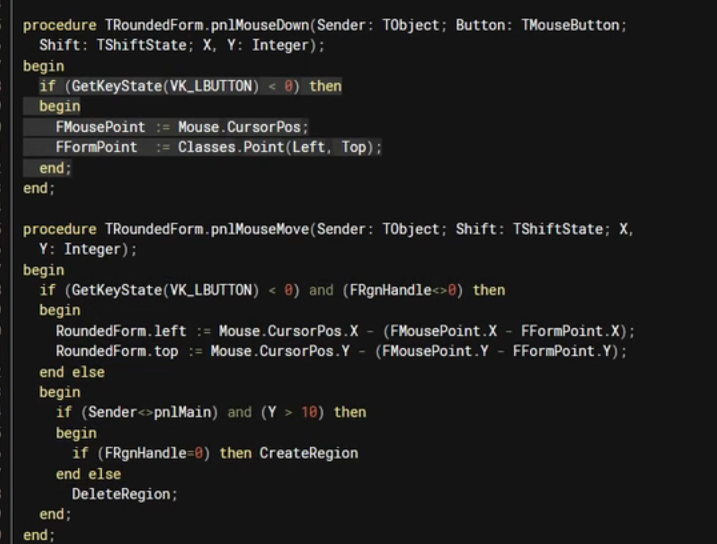 procedure TRoundedForm.pnlMouseDown(Sender: TObject; Button: TMouseButton;
  Shift: TShiftState; X, Y: Integer);
begin
  if (GetKeyState(VK_LBUTTON) < 0) then
  begin
    FMousePoint := Mouse.CursorPos;
    FFormPoint  := Classes.Point(Left, Top);
  end;
end;

procedure TRoundedForm.pnlMouseMove(Sender: TObject; Shift: TShiftState; X,
  Y: Integer);
begin
  if (GetKeyState(VK_LBUTTON) < 0) and (FRgnHandle<>0) then
  begin
    RoundedForm.left := Mouse.CursorPos.X - (FMousePoint.X - FFormPoint.X);
    RoundedForm.top := Mouse.CursorPos.Y - (FMousePoint.Y - FFormPoint.Y);
  end else
  begin
    if (Sender<>pnlMain) and (Y > 10) then
    begin
      if (FRgnHandle=0) then CreateRegion
    end else
      DeleteRegion;
  end;
end;